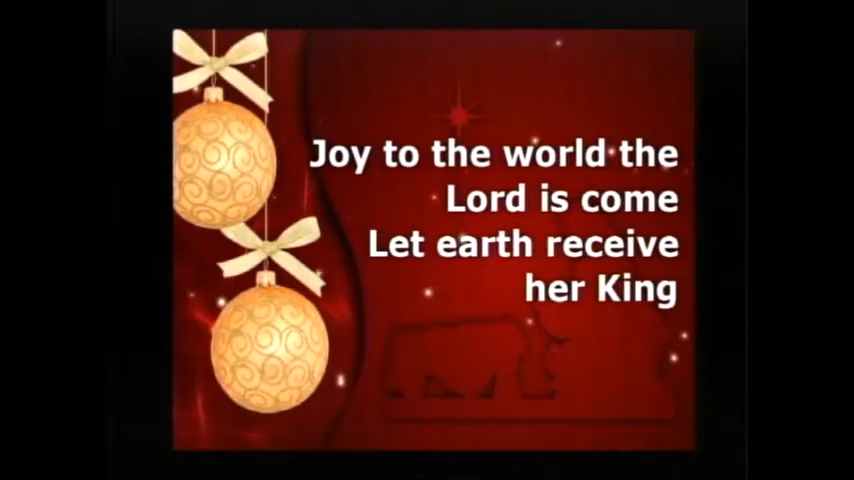 Joy to the world the
Lord is come
Let earth receive
her King